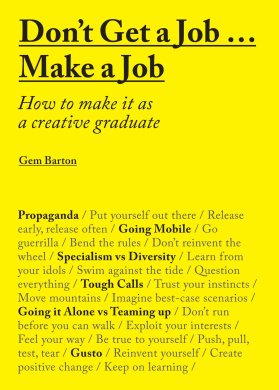 Don't Get a Job …
Make a Job
How to make it as
a creative graduate
Gem Barton
Propaganda / Put yourself out there / Release
early, release often / Going Mobile / Go
guerrilla / Bend the rules / Don't reinvent the
wheel / Specialism vs Diversity / Learn from
your idols / Swim against the tide / Question
everything / Tough Calls / Trust your instincts /
Move mountains / Imagine best-case scenarios /
Going it Alone vs Teaming up / Don't run
before you can walk / Exploit your interests /
Feel your way / Be true to yourself / Push, pull,
test, tear / Gusto / Reinvent yourself / Create
positive change / Keep on learning /